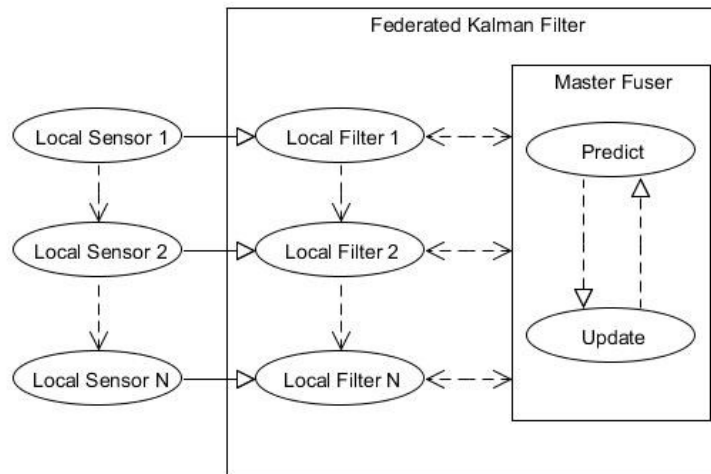 Federated Kalman Filter
Master Fuser
Local Sensor 1
Local Filter 1
Predict
Local Sensor 2
Local Filter 2
Update
Local Sensor N
Local Filter N